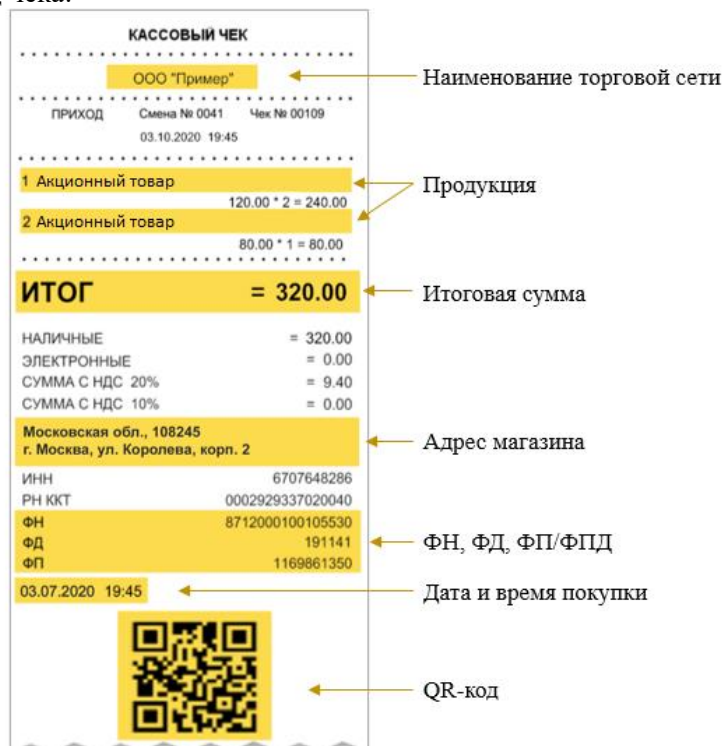 КАССОВЫЙ ЧЕК
ООО "Пример"
Наименование торговой сети
ПРИХОД Смена № 0041 Чек № 00109
03.10.2020 19:45
1 Акционный товар
Продукция
120.00 * 2 = 240.00
2 Акционный товар
80.00 * 1 = 80.00
ИТОГ = 320.00
Итоговая сумма
НАЛИЧНЫЕ = 320.00
ЭЛЕКТРОННЫЕ = 0.00
СУММА С НДС 20% = 9.40
СУММА С НДС 10% = 0.00
Московская обл., 108245
г. Москва, ул. Королева, корп. 2
Адрес магазина
ИНН 6707648286
РН ККТ 0002929337020040
ФН 8712000100105530
ФД 191141
ФН, ФД, ФП/ФПД
ФП 1169861350
03.07.2020 19:45
Дата и время покупки
QR-код